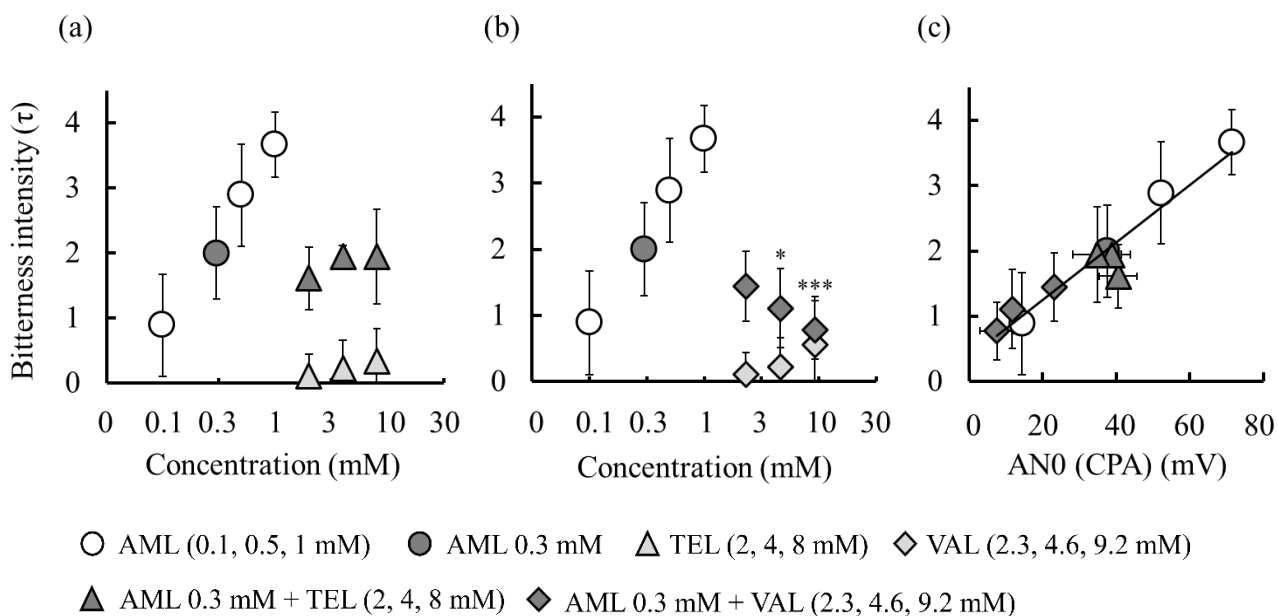 (a)
(b)
(c)
Bitterness intensity (τ)
4
3
2
1
0
0 0.1 0.3 1 3 10 30
Concentration (mM)
4
3
2
1
0
* ***
0 0.1 0.3 1 3 10 30
Concentration (mM)
4
3
2
1
0
0 20 40 60 80
AN0 (CPA) (mV)
AML (0.1, 0.5, 1 mM) AML 0.3 mM TEL (2, 4, 8 mM) VAL (2.3, 4.6, 9.2 mM)
AML 0.3 mM + TEL (2, 4, 8 mM) AML 0.3 mM + VAL (2.3, 4.6, 9.2 mM)